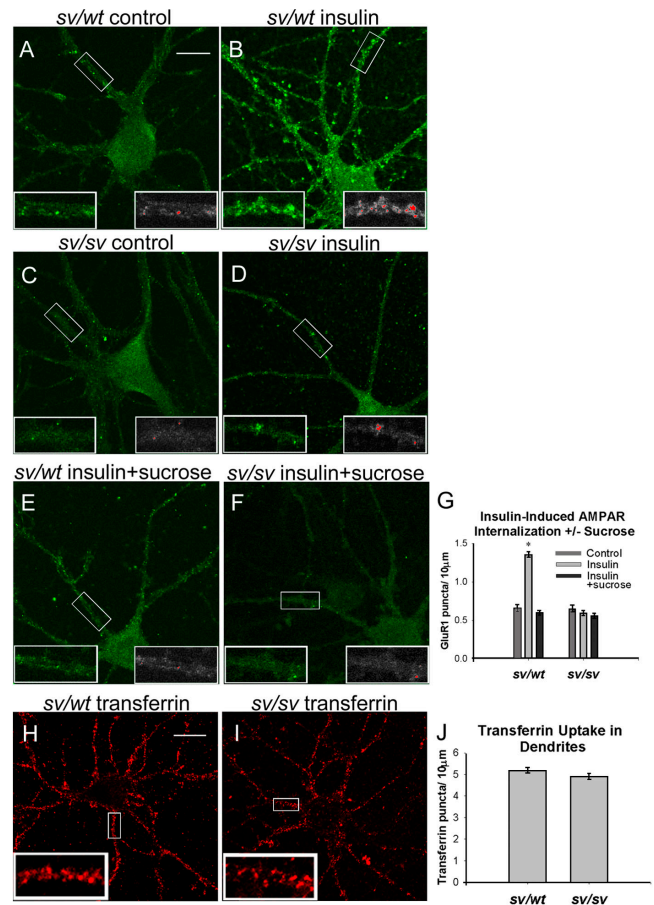 sv/wt control
sv/wt insulin
A
B
sv/sv control
sv/sv insulin
C
D
sv/wt insulin+sucrose
sv/sv insulin+sucrose
E
F
G
Insulin-Induced AMPAR
Internalization +/- Sucrose
GluR1 puncta/ 10μm
1.5
1.0
0.5
0.0
*
Control
Insulin
Insulin
+sucrose
sv/wt
sv/sv
sv/wt transferrin
sv/sv transferrin
H
I
J
Transferrin Uptake in
Dendrites
Transferrin puncta/ 10μm
6
5
4
3
2
1
0
sv/wt
sv/sv